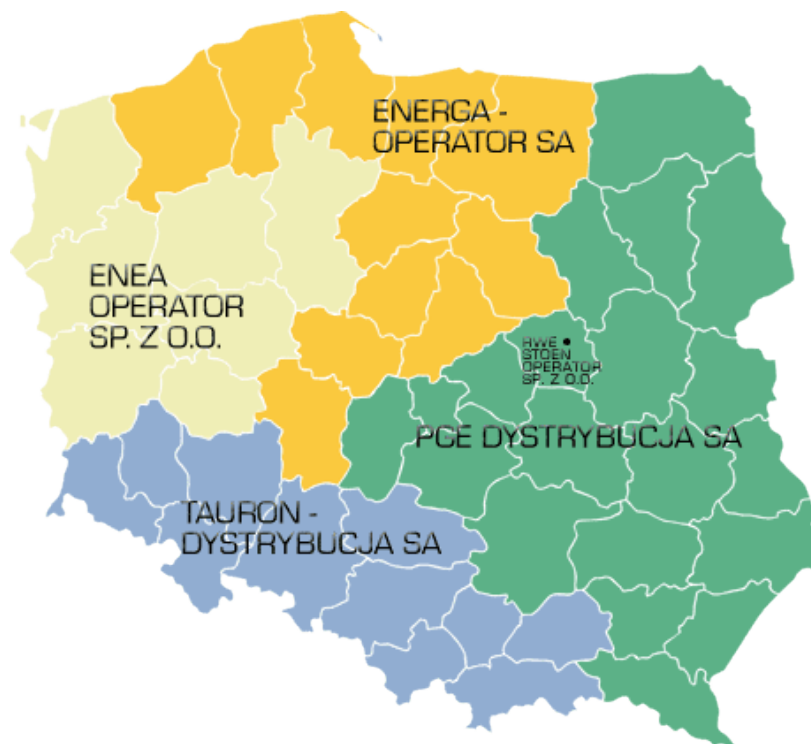 ENERGA -
OPERATOR SA
ENEA
OPERATOR
SP. Z O.O.
RWE
STOEN
OPERATOR
SP. Z O.O.
PGE DYSTRYBUCJA SA
TAURON -
DYSTRYBUCJA SA